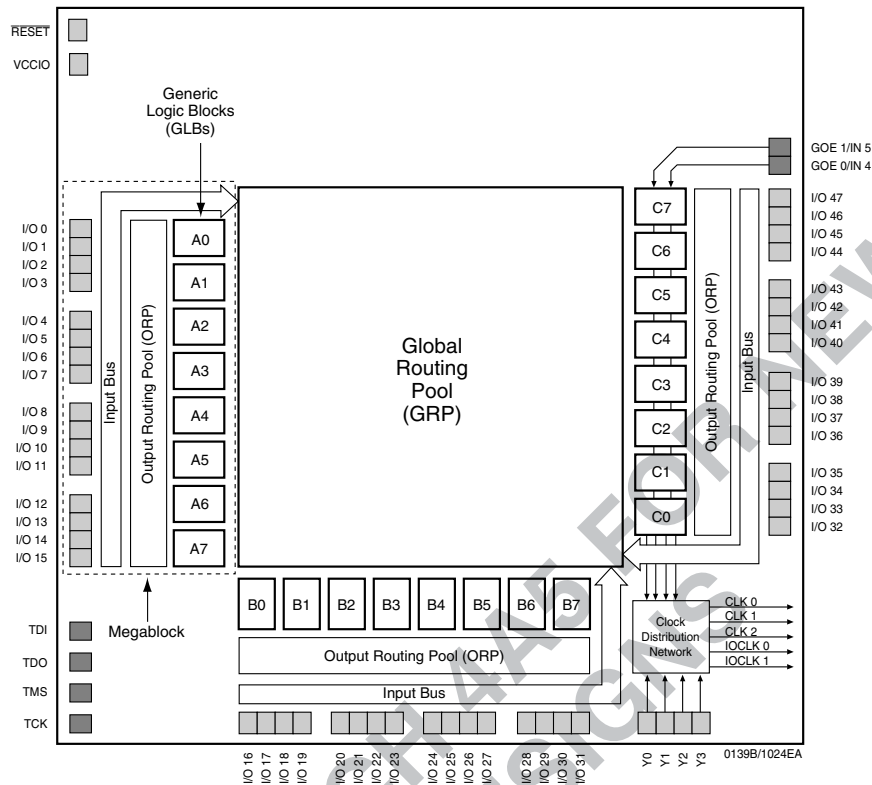 RESET
VCCIO
Generic
Logic Blocks
(GLBs)
GOE 1/IN 5
GOE 0/IN 4
I/O 0
I/O 1
I/O 2
I/O 3
I/O 4
I/O 5
I/O 6
I/O 7
I/O 8
I/O 9
I/O 10
I/O 11
I/O 12
I/O 13
I/O 14
I/O 15
Input Bus
Output Routing Pool (ORP)
A0
A1
A2
A3
A4
A5
A6
A7
Global
Routing
Pool
(GRP)
C7
C6
C5
C4
C3
C2
C1
C0
Output Routing Pool (ORP)
Input Bus
I/O 47
I/O 46
I/O 45
I/O 44
I/O 43
I/O 42
I/O 41
I/O 40
I/O 39
I/O 38
I/O 37
I/O 36
I/O 35
I/O 34
I/O 33
I/O 32
Megablock
TDI
TDO
TMS
TCK
B0 B1 B2 B3 B4 B5 B6 B7
Output Routing Pool (ORP)
Input Bus
Clock
Distribution
Network
CLK 0
CLK 1
CLK 2
IOCLK 0
IOCLK 1
I/O 16
I/O 17
I/O 18
I/O 19
I/O 20
I/O 21
I/O 22
I/O 23
I/O 24
I/O 25
I/O 26
I/O 27
I/O 28
I/O 29
I/O 30
I/O 31
Y0
Y1
Y2
Y3
0139B/1024EA
CH 4A5 FOR NEW
SIGNS